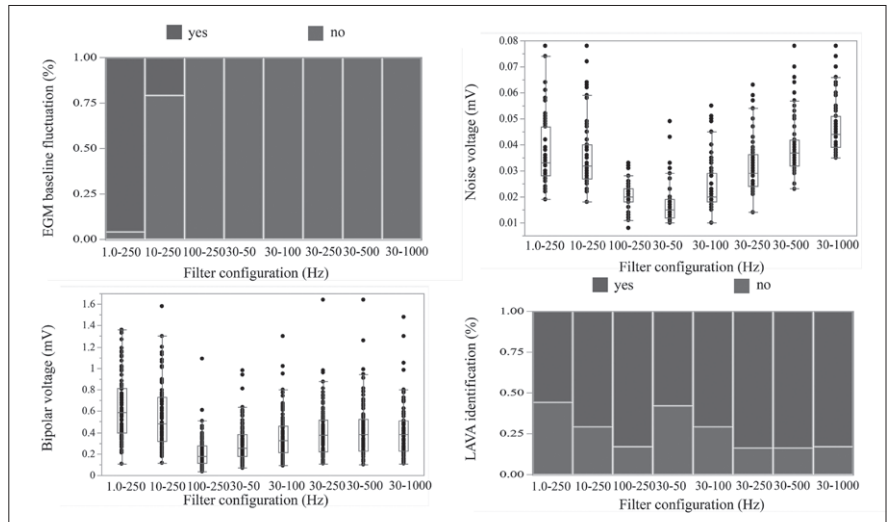 yes no
EGM baseline fluctuation (%)
1.00
0.75
0.50
0.25
0.00
1.0-250 10-250 100-250 30-50 30-100 30-250 30-500 30-1000
Filter configuration (Hz)
Noise voltage (mV)
0.08
0.07
0.06
0.05
0.04
0.03
0.02
0.01
1.0-250 10-250 100-250 30-50 30-100 30-250 30-500 30-1000
Filter configuration (Hz)
Bipolar voltage (mV)
1.6
1.4
1.2
1
0.8
0.6
0.4
0.2
0
1.0-250 10-250 100-250 30-50 30-100 30-250 30-500 30-1000
Filter configuration (Hz)
yes no
LAVA identification (%)
1.00
0.75
0.50
0.25
0.00
1.0-250 10-250 100-250 30-50 30-100 30-250 30-500 30-1000
Filter configuration (Hz)